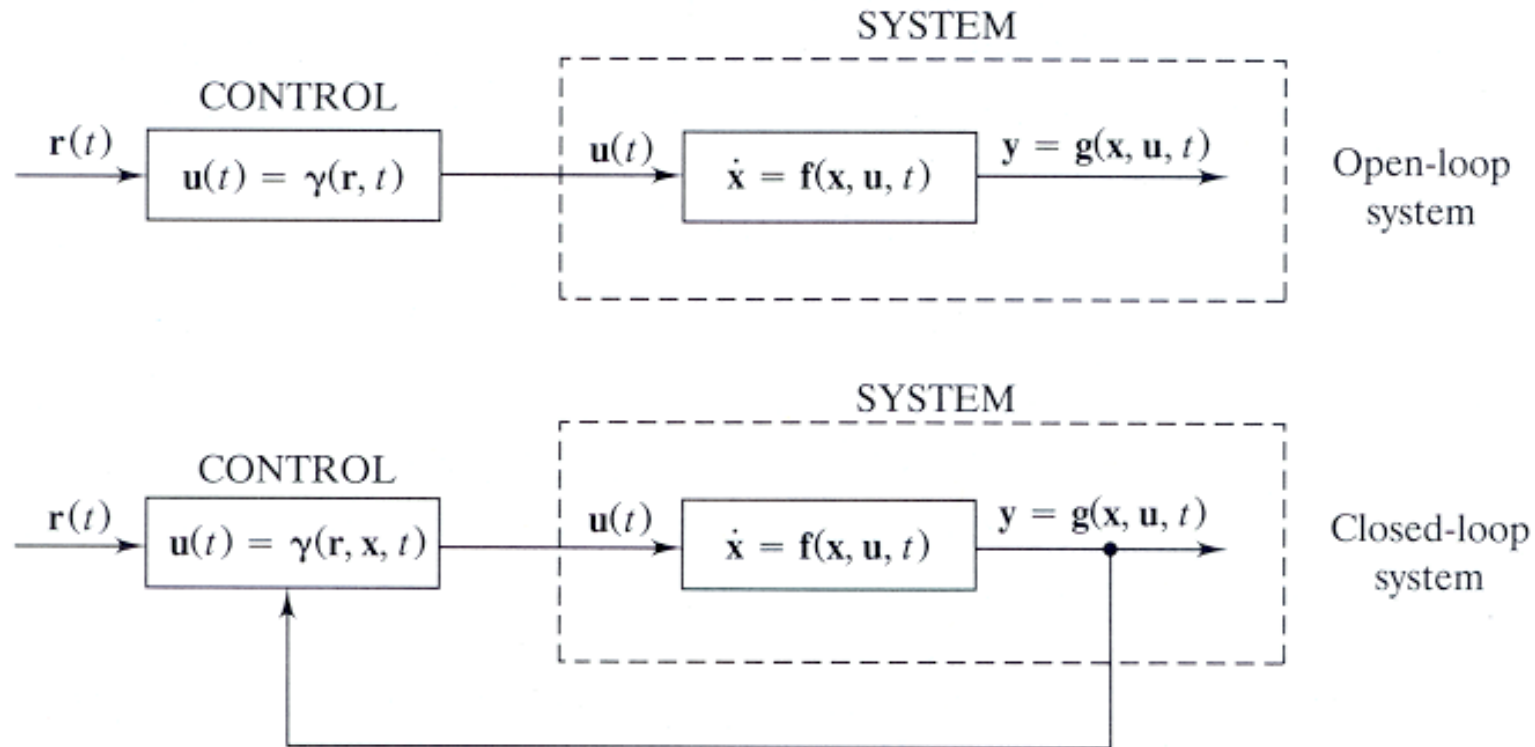 SYSTEM
CONTROL
r(t)
u(t) = γ(r, t)
u(t)
ẋ = f(x, u, t)
y = g(x, u, t)
Open-loop
system
SYSTEM
CONTROL
r(t)
u(t) = γ(r, x, t)
u(t)
ẋ = f(x, u, t)
y = g(x, u, t)
Closed-loop
system